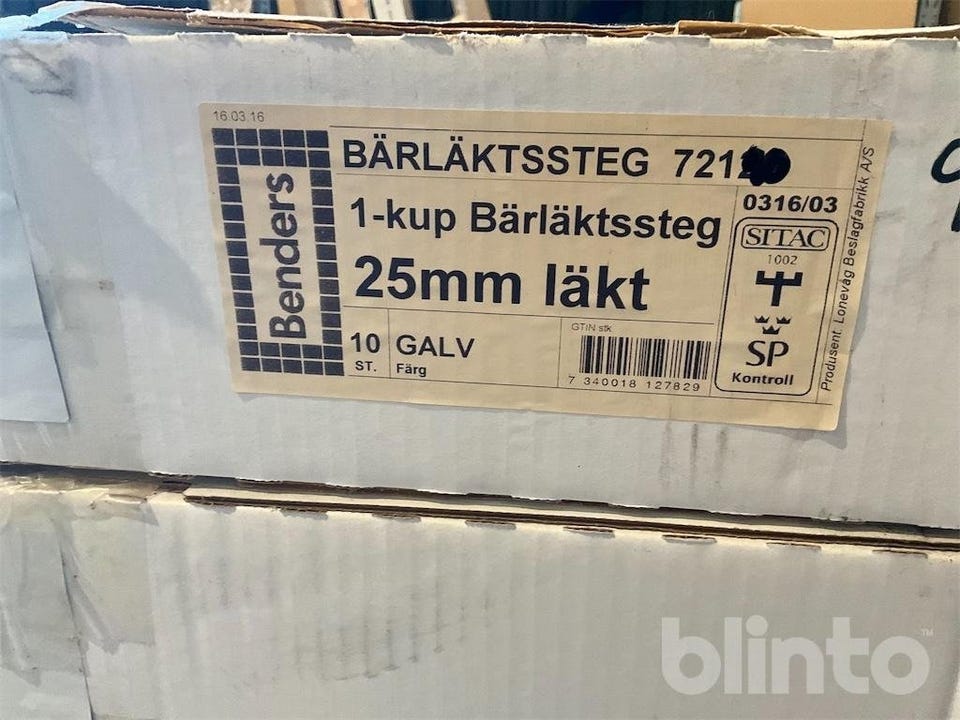 16.03.16
Benders
BÄRLÄKTSSTEG 721
1-kup Bärläktssteg
25mm läkt
10 ST.
GALV
Färg
GTIN stk
7 340018 127829
0316/03
SITAC
1002
SP
Kontroll
Produsent: Lonevåg Beslagfabrikk A/S
blinto™